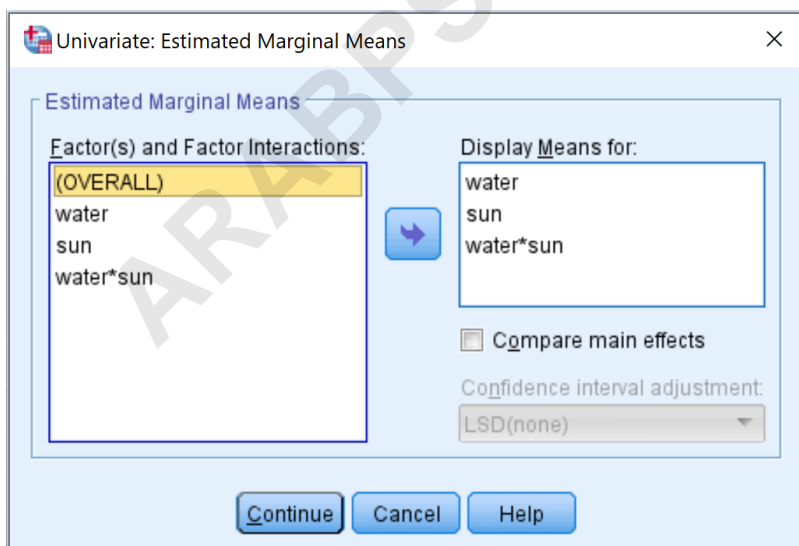 Univariate: Estimated Marginal Means
Estimated Marginal Means
Factor(s) and Factor Interactions:
(OVERALL)
water
sun
water*sun
Display Means for:
water
sun
water*sun
Compare main effects
Confidence interval adjustment:
LSD(none)
Continue
Cancel
Help
ARABPS